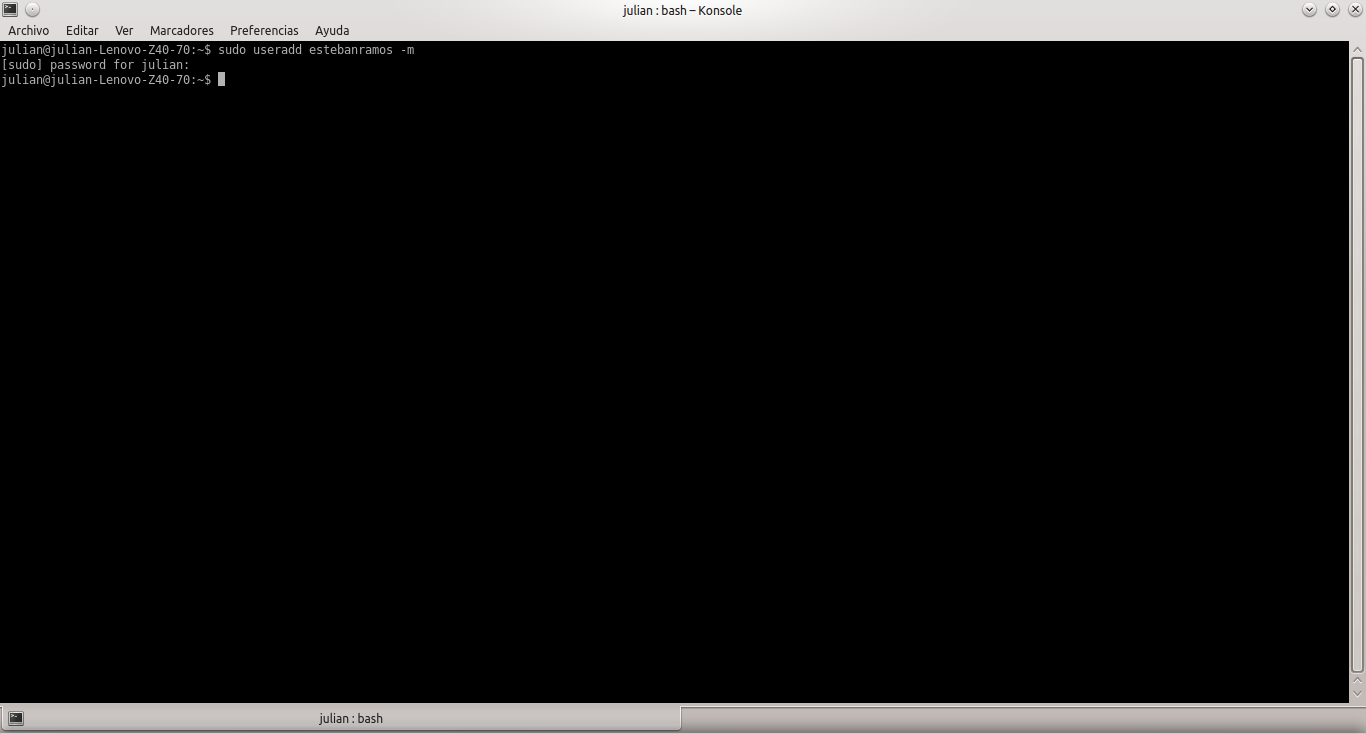 julian : bash – Konsole
Archivo Editar Ver Marcadores Preferencias Ayuda
julian@julian-Lenovo-Z40-70:~$ sudo useradd estebanramos -m
[sudo] password for julian:
julian@julian-Lenovo-Z40-70:~$
julian : bash